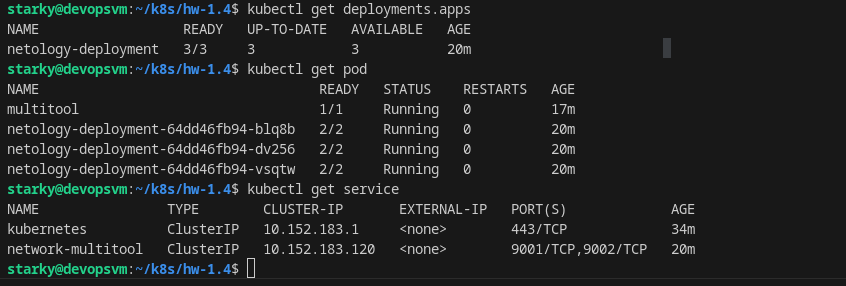 starky@devopsvm:~/k8s/hw-1.4$ kubectl get deployments.apps
NAME                  READY   UP-TO-DATE   AVAILABLE   AGE
netology-deployment   3/3     3            3           20m
starky@devopsvm:~/k8s/hw-1.4$ kubectl get pod
NAME                                   READY   STATUS    RESTARTS   AGE
multitool                              1/1     Running   0          17m
netology-deployment-64dd46fb94-blq8b   2/2     Running   0          20m
netology-deployment-64dd46fb94-dv256   2/2     Running   0          20m
netology-deployment-64dd46fb94-vsqtw   2/2     Running   0          20m
starky@devopsvm:~/k8s/hw-1.4$ kubectl get service
NAME                TYPE        CLUSTER-IP       EXTERNAL-IP   PORT(S)             AGE
kubernetes          ClusterIP   10.152.183.1     <none>        443/TCP             34m
network-multitool   ClusterIP   10.152.183.120   <none>        9001/TCP,9002/TCP   20m
starky@devopsvm:~/k8s/hw-1.4$